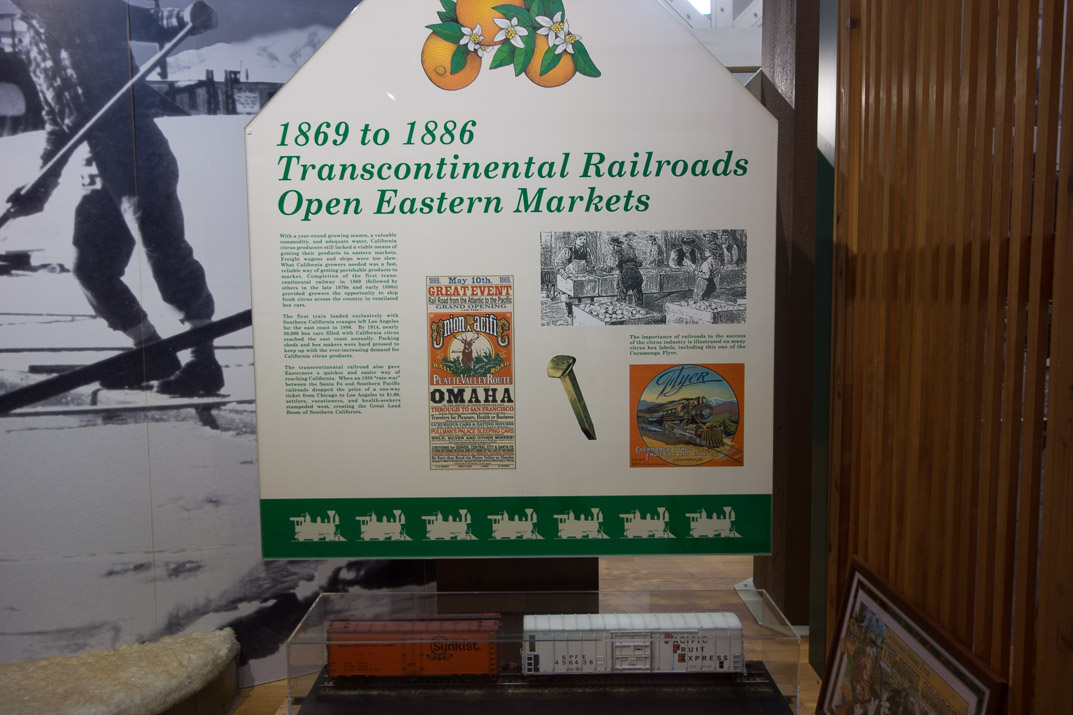 1869 to 1886
Transcontinental Railroads
Open Eastern Markets
With a year-round growing season, a valuable
commodity, and adequate water, California
citrus producers still lacked a viable means of
getting their products to eastern markets.
Freight wagons and ships were too slow.
What California growers needed was a fast,
reliable way of getting perishable products to
market. Completion of the first trans-
continental railway in 1869 (followed by
others in the late 1870s and early 1880s)
provided growers the opportunity to ship
fresh citrus across the country in ventilated
box cars.
The first train loaded exclusively with
Southern California oranges left Los Angeles
for the east coast in 1886. By 1914, nearly
50,000 box cars filled with California citrus
reached the east coast annually. Packing
sheds and box makers were hard pressed to
keep up with the ever-increasing demand for
California citrus products.
The transcontinental railroad also gave
Easterners a quicker and easier way of
reaching California. When an 1885 "rate war"
between the Santa Fe and Southern Pacific
railroads dropped the price of a one-way
ticket from Chicago to Los Angeles to $1.00,
settlers, vacationers, and health-seekers
stampeded west, creating the Great Land
Boom of Southern California.
1869. May 10th. 1869.
GREAT EVENT
Rail Road from the Atlantic to the Pacific
GRAND OPENING
Union Pacific
PLATTE VALLEY ROUTE
OMAHA
THROUGH TO SAN FRANCISCO
Travelers for Pleasure, Health or Business
LUXURIOUS CARS & EATING HOUSES
PULLMAN'S PALACE SLEEPING CARS
GOLD, SILVER AND OTHER MINERS!
The importance of railroads to the success
of the citrus industry is illustrated on many
citrus box labels, including this one of the
Cucamonga Flyer.
Flyer
Sunkist
SPFE
456438
PACIFIC
FRUIT
EXPRESS